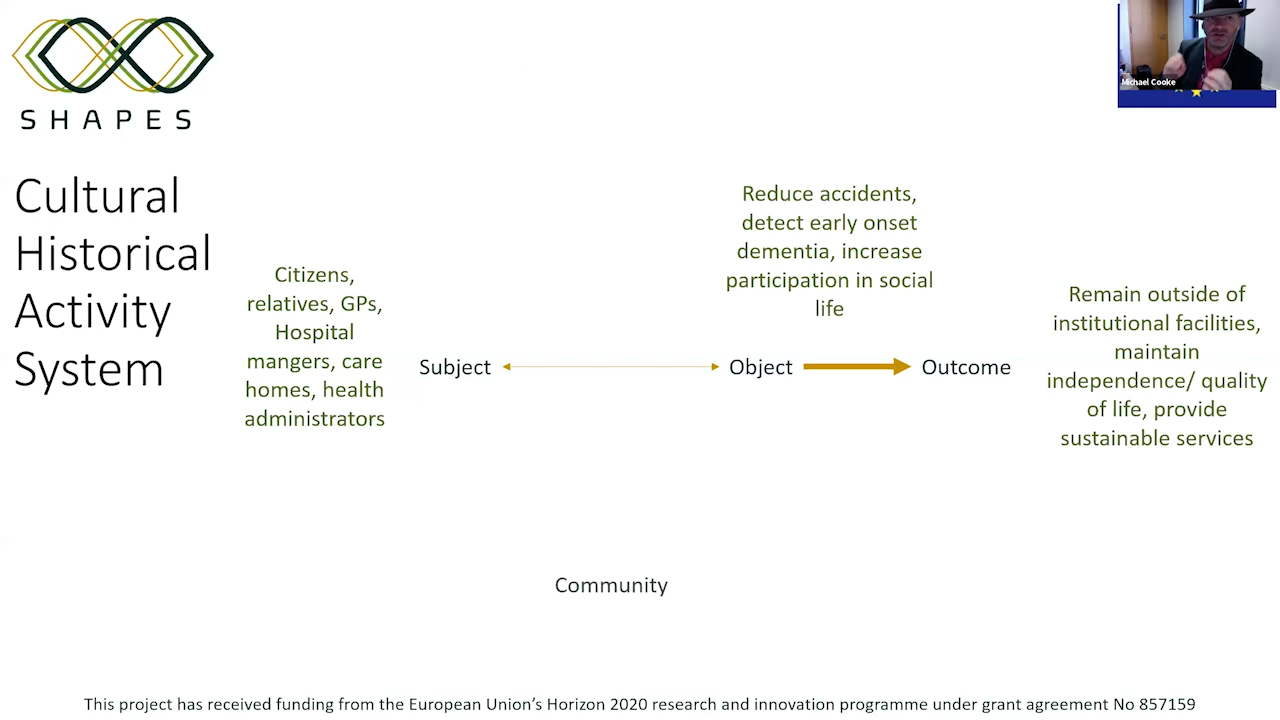 SHAPES
Michael Cooke
Cultural
Historical
Activity
System
Citizens,
relatives, GPs,
Hospital
mangers, care
homes, health
administrators
Subject
Reduce accidents,
detect early onset
dementia, increase
participation in social
life
Object
Outcome
Remain outside of
institutional facilities,
maintain
independence/ quality
of life, provide
sustainable services
Community
This project has received funding from the European Union’s Horizon 2020 research and innovation programme under grant agreement No 857159